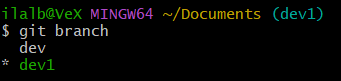 ilalb@VeX MINGW64 ~/Documents (dev1)
$ git branch
  dev
* dev1